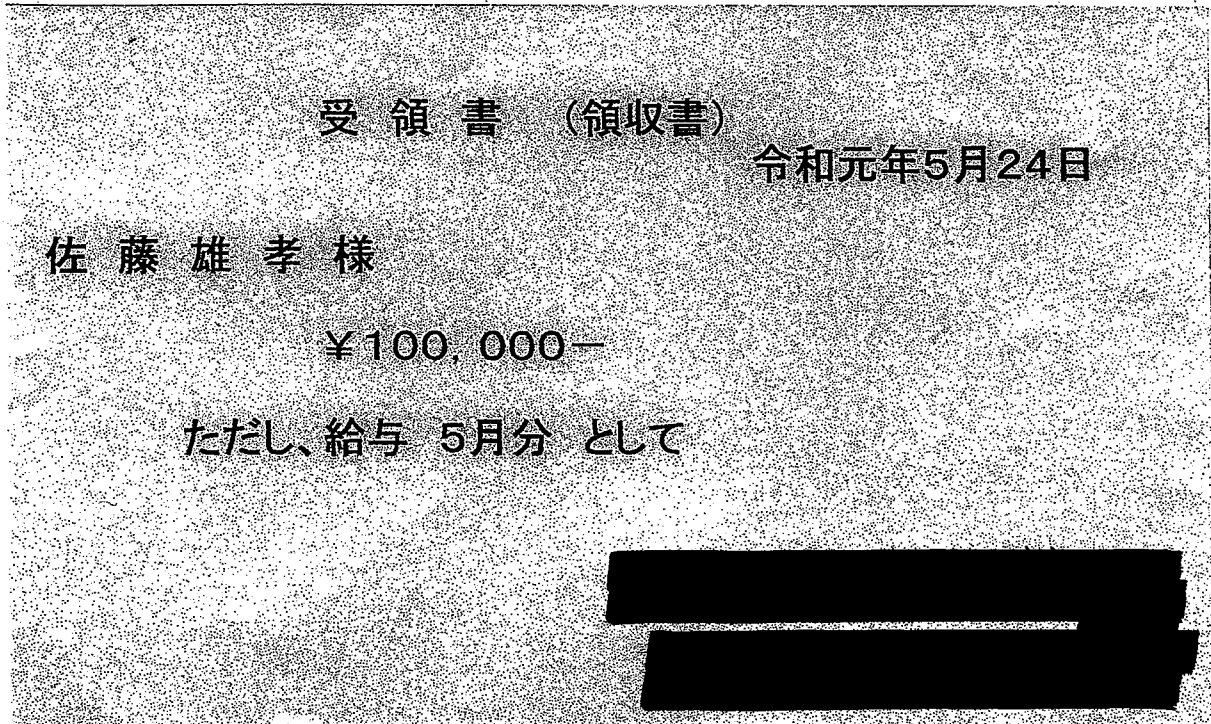 受領書 (領収書)
令和元年5月24日
佐藤雄孝様
￥100,000－
ただし、給与 5月分 として